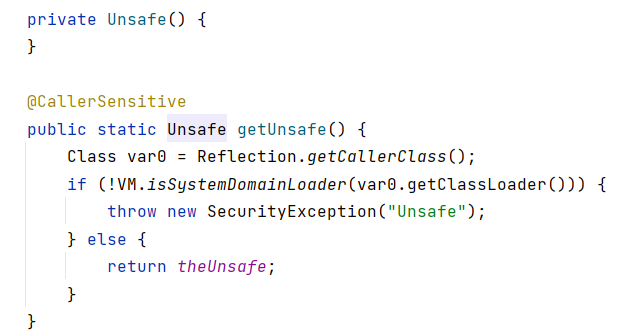 private Unsafe() {
}
@CallerSensitive
public static Unsafe getUnsafe() {
Class var0 = Reflection.getCallerClass();
if (!VM.isSystemDomainLoader(var0.getClassLoader())) {
throw new SecurityException("Unsafe");
} else {
return theUnsafe;
}
}